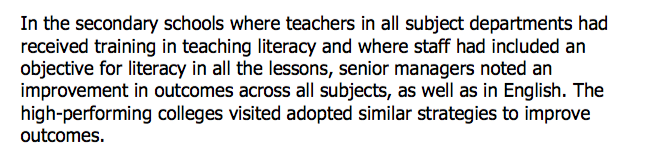 In the secondary schools where teachers in all subject departments had
received training in teaching literacy and where staff had included an
objective for literacy in all the lessons, senior managers noted an
improvement in outcomes across all subjects, as well as in English. The
high-performing colleges visited adopted similar strategies to improve
outcomes.